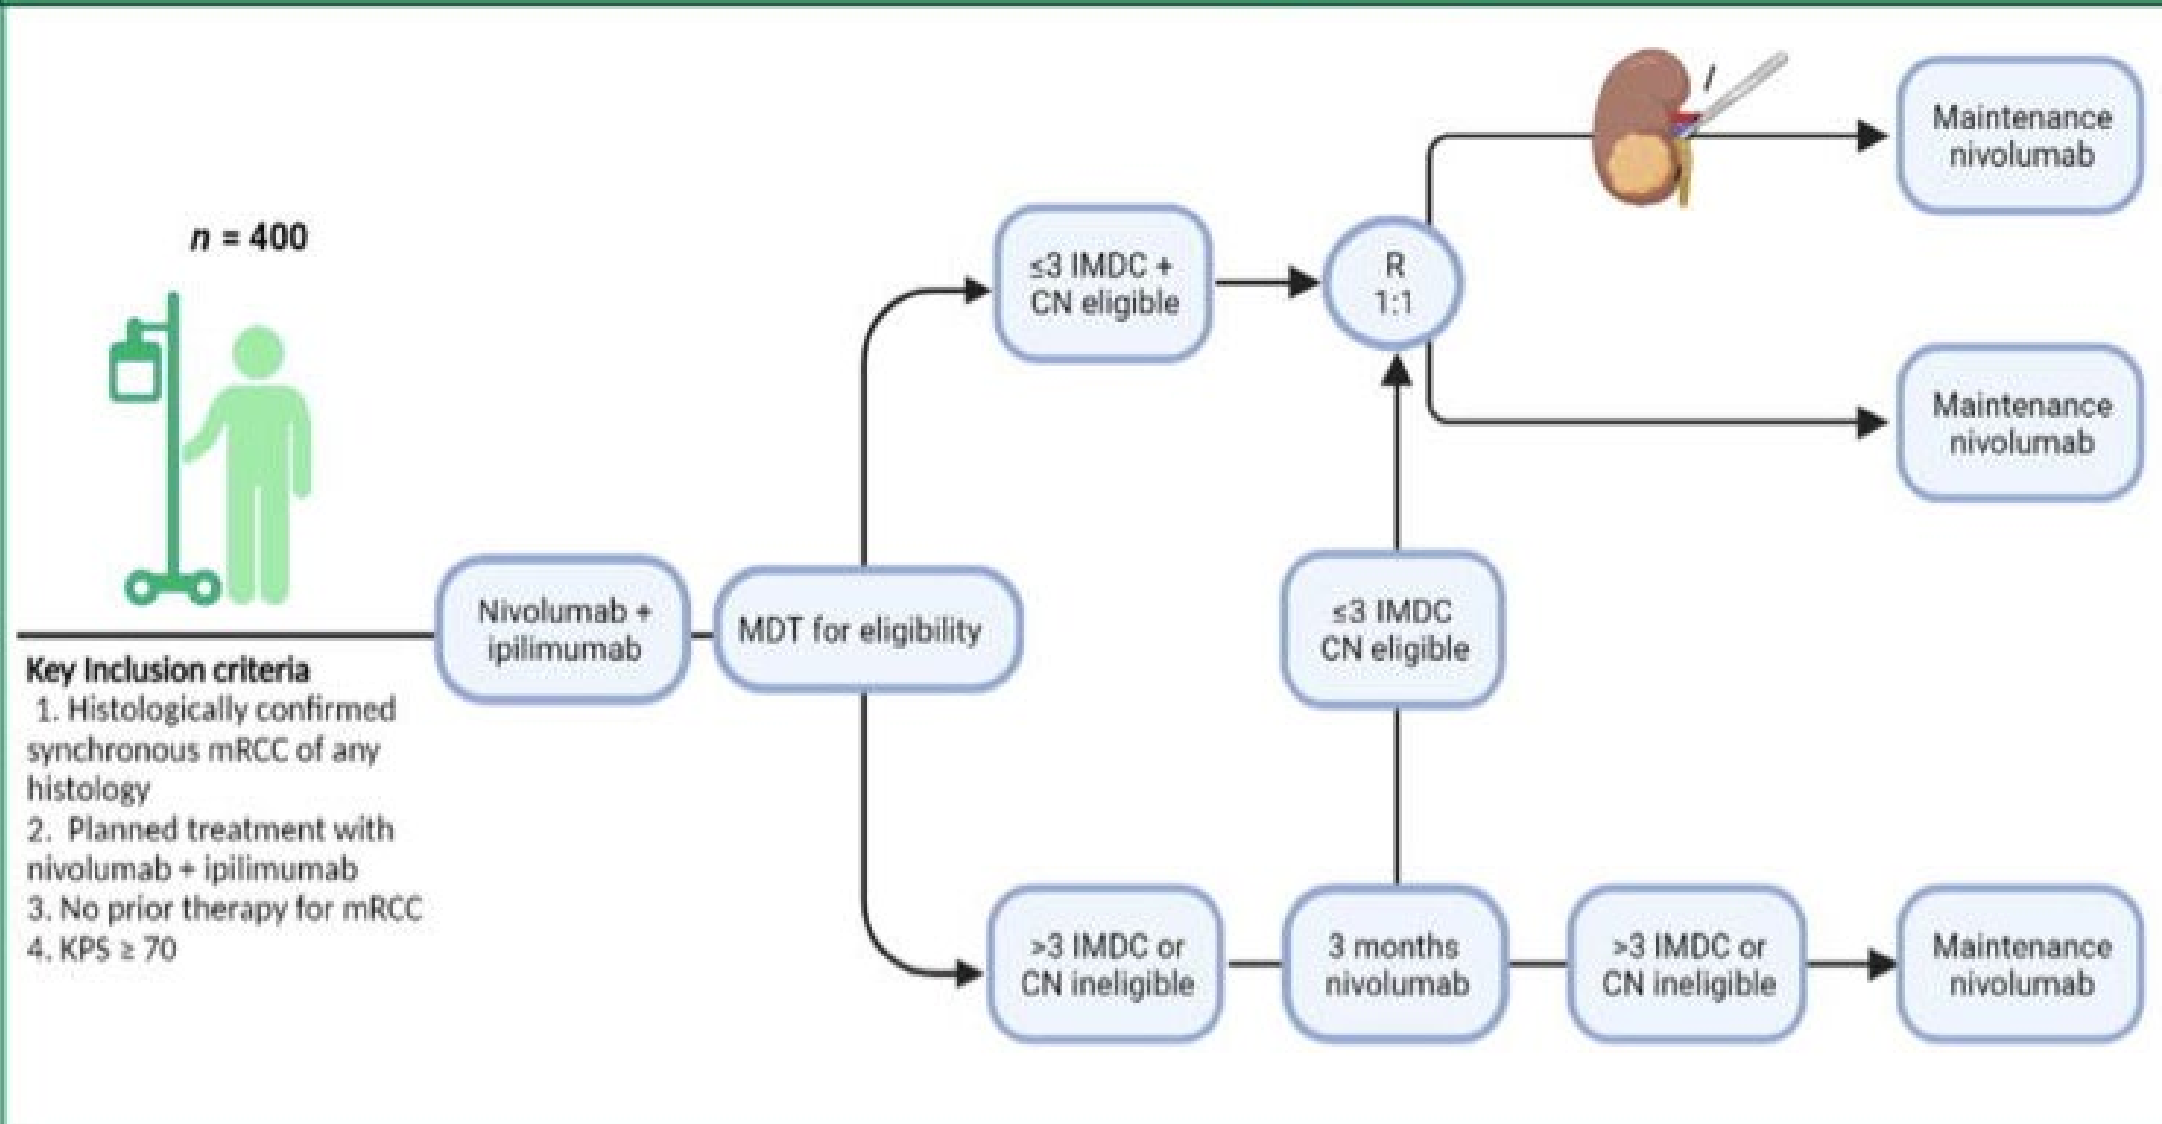 n = 400
Key Inclusion criteria
1. Histologically confirmed
synchronous mRCC of any
histology
2. Planned treatment with
nivolumab + ipilimumab
3. No prior therapy for mRCC
4. KPS ≥ 70
Nivolumab +
ipilimumab
MDT for eligibility
≤3 IMDC +
CN eligible
R
1:1
Maintenance
nivolumab
Maintenance
nivolumab
≤3 IMDC
CN eligible
>3 IMDC or
CN ineligible
3 months
nivolumab
>3 IMDC or
CN ineligible
Maintenance
nivolumab